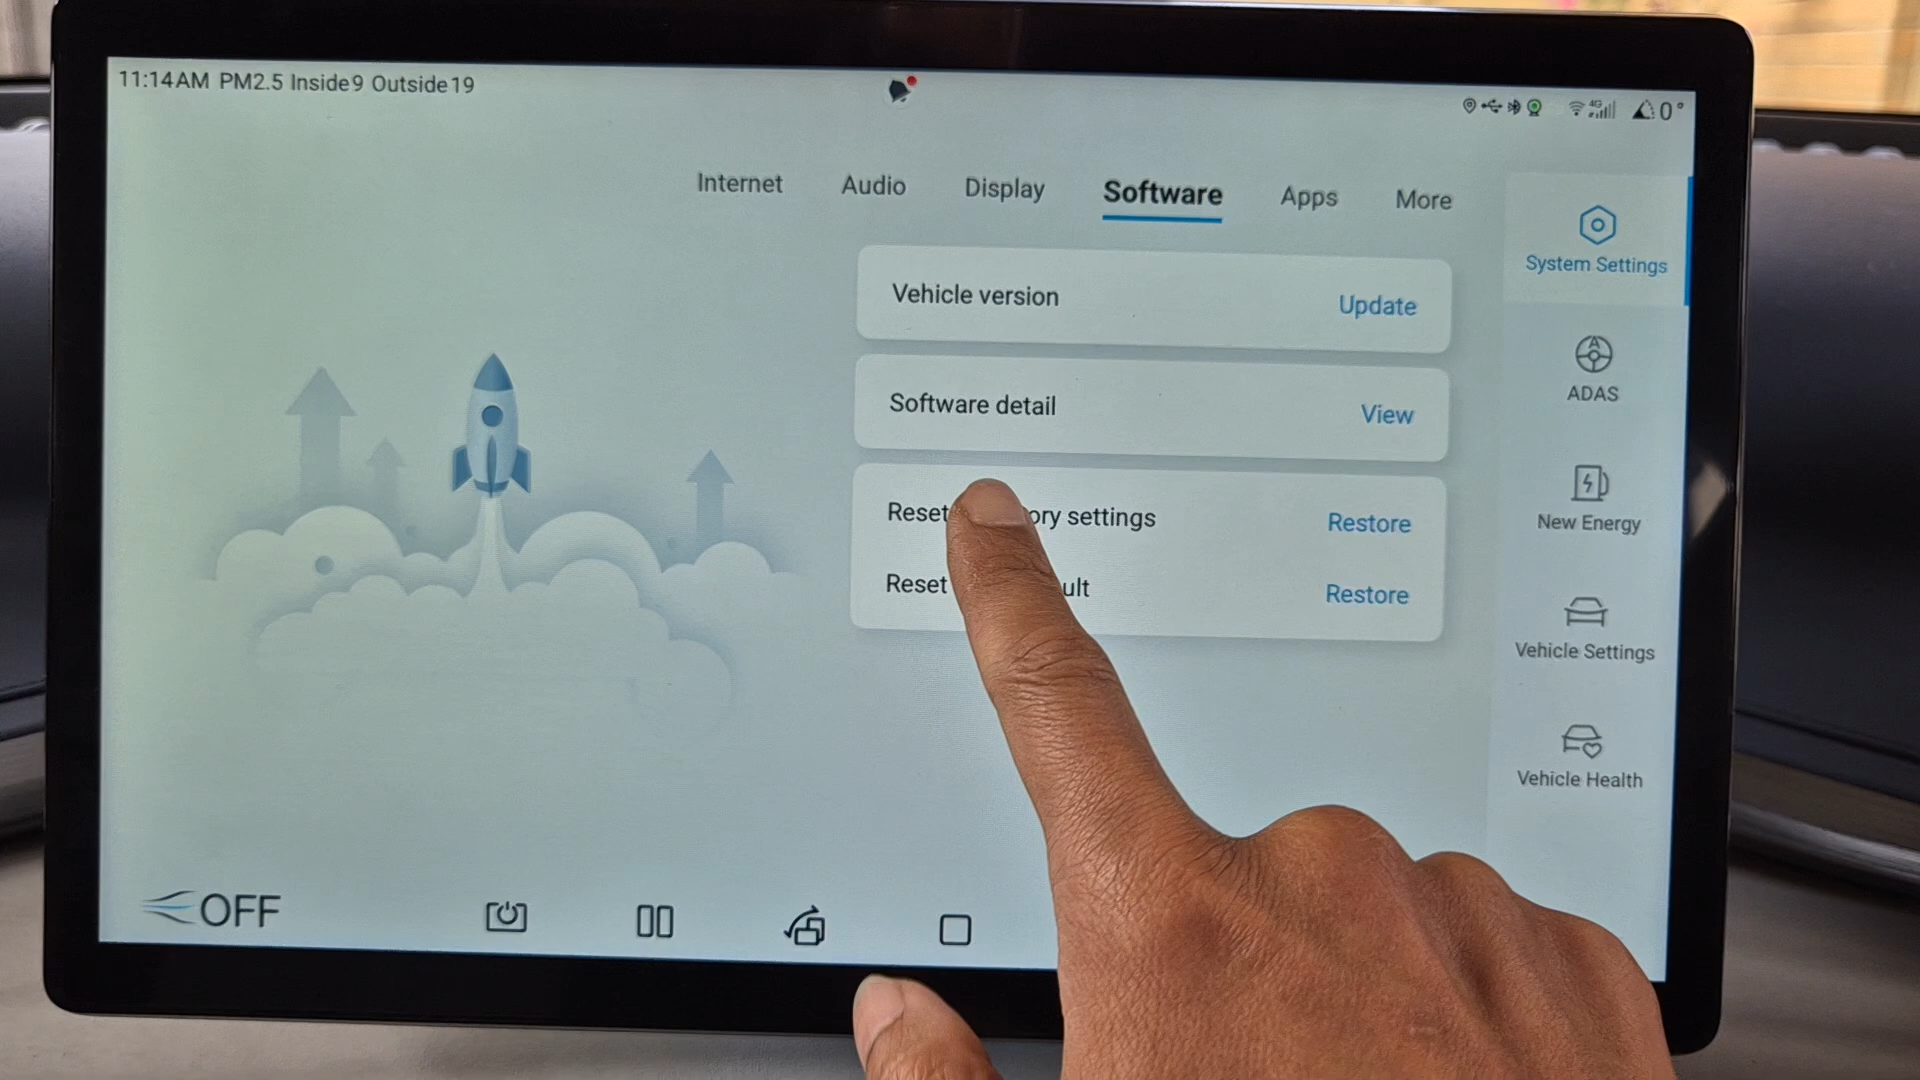 11:14AM PM2.5 Inside9 Outside19
4G 0°
Internet Audio Display Software Apps More
Vehicle version Update
Software detail View
Reset ory settings Restore
Reset ult Restore
System Settings
ADAS
New Energy
Vehicle Settings
Vehicle Health
OFF